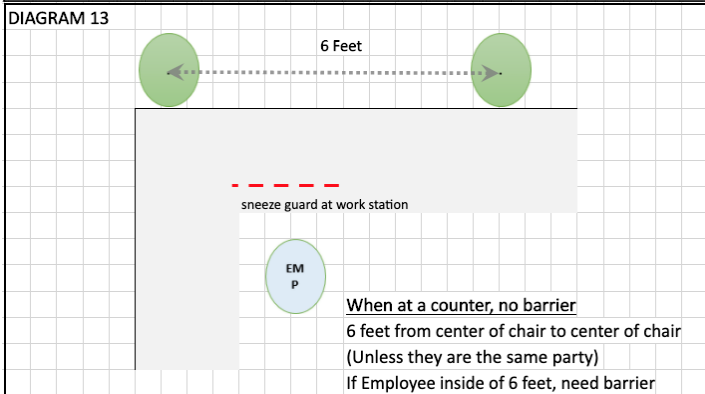 DIAGRAM 13
6 Feet
sneeze guard at work station
EM
P
When at a counter, no barrier
6 feet from center of chair to center of chair
(Unless they are the same party)
If Employee inside of 6 feet, need barrier